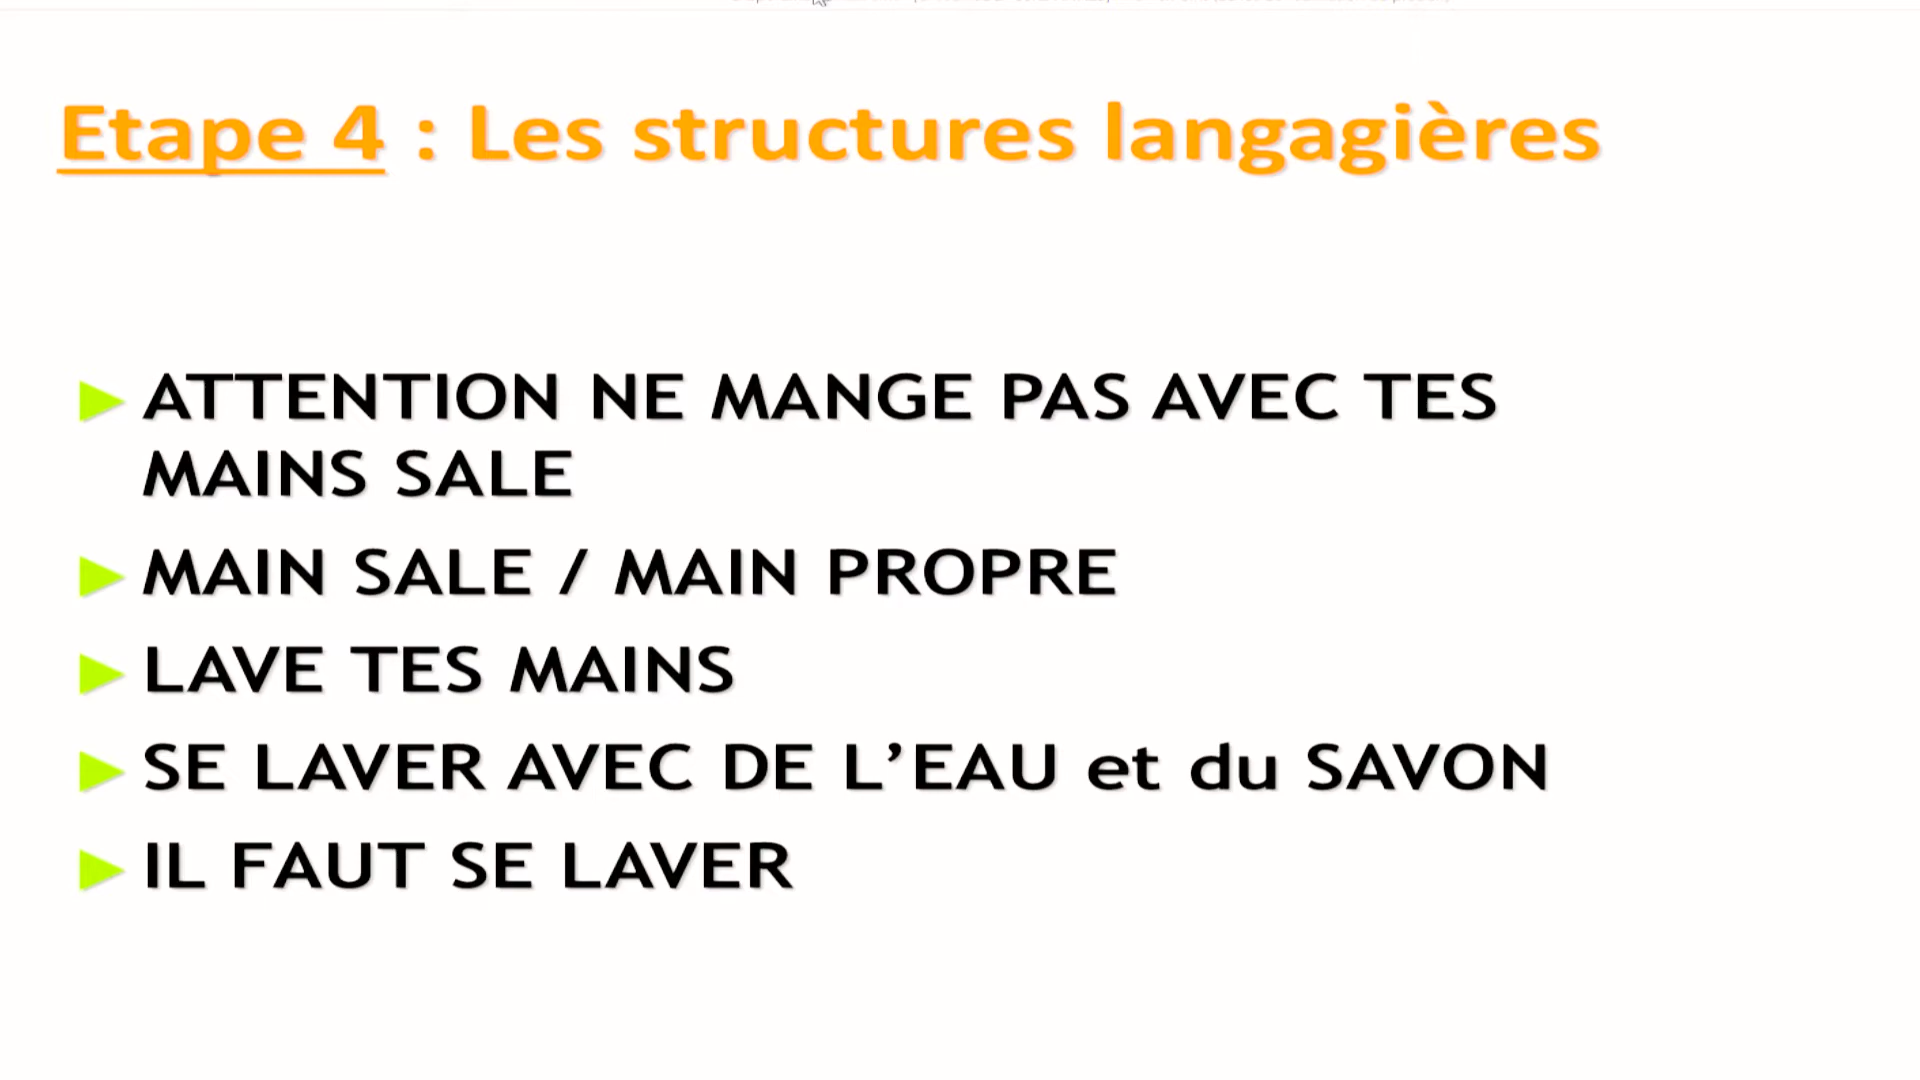 Etape 4 : Les structures langagières
► ATTENTION NE MANGE PAS AVEC TES
MAINS SALE
► MAIN SALE / MAIN PROPRE
► LAVE TES MAINS
► SE LAVER AVEC DE L’EAU et du SAVON
► IL FAUT SE LAVER